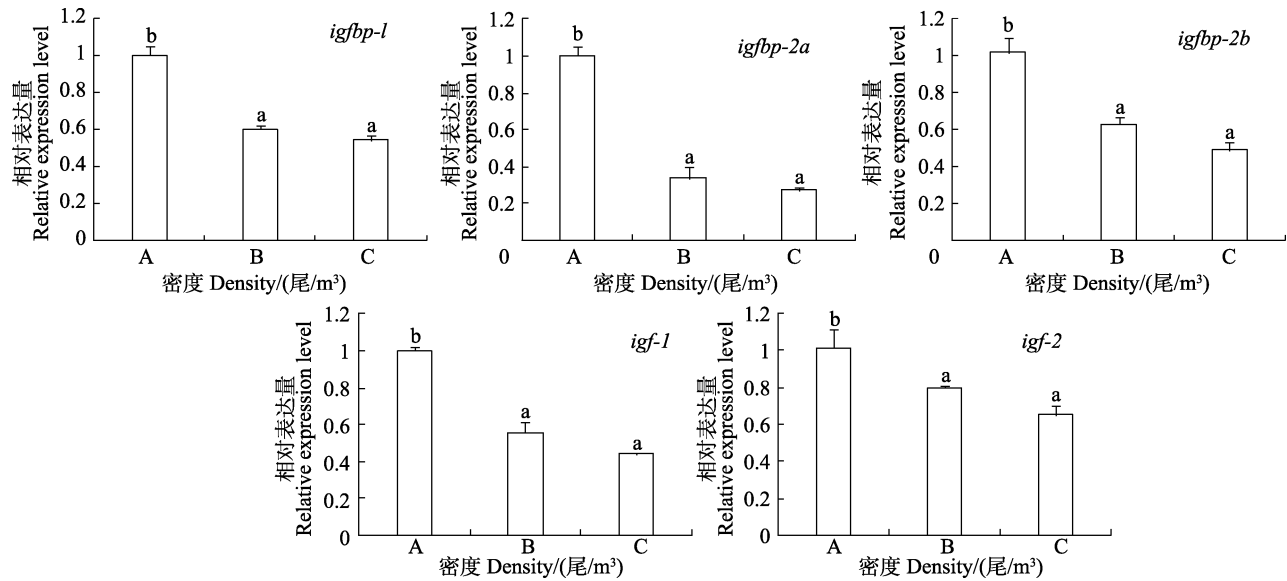 igfbp-l
相对表达量
Relative expression level
1.2
1
0.8
0.6
0.4
0.2
0
b
a
a
A
B
C
密度 Density/(尾/m³)
igfbp-2a
相对表达量
Relative expression level
1.2
1
0.8
0.6
0.4
0.2
0
b
a
a
A
B
C
密度 Density/(尾/m³)
igfbp-2b
相对表达量
Relative expression level
1.2
1
0.8
0.6
0.4
0.2
0
b
a
a
A
B
C
密度 Density/(尾/m³)
igf-1
相对表达量
Relative expression level
1.2
1
0.8
0.6
0.4
0.2
0
b
a
a
A
B
C
密度 Density/(尾/m³)
igf-2
相对表达量
Relative expression level
1.2
1
0.8
0.6
0.4
0.2
0
b
a
a
A
B
C
密度 Density/(尾/m³)